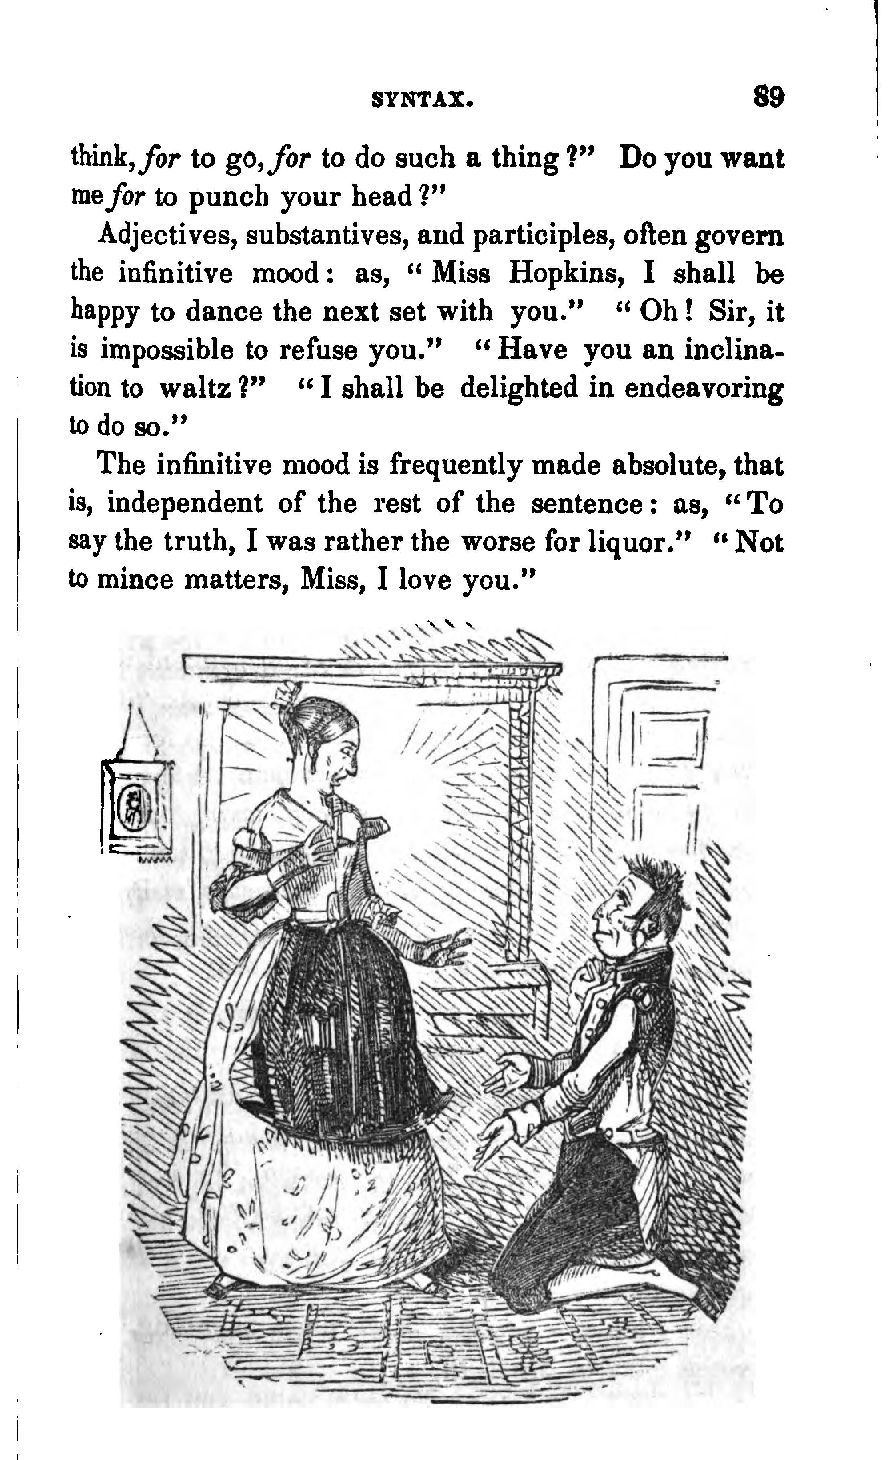 SYNTAX. 89
think, for to go, for to do such a thing?" Do you want
me for to punch your head?"
Adjectives, substantives, and participles, often govern
the infinitive mood: as, "Miss Hopkins, I shall be
happy to dance the next set with you." "Oh! Sir, it
is impossible to refuse you." "Have you an inclina-
tion to waltz?" "I shall be delighted in endeavoring
to do so."
The infinitive mood is frequently made absolute, that
is, independent of the rest of the sentence: as, "To
say the truth, I was rather the worse for liquor." "Not
to mince matters, Miss, I love you."